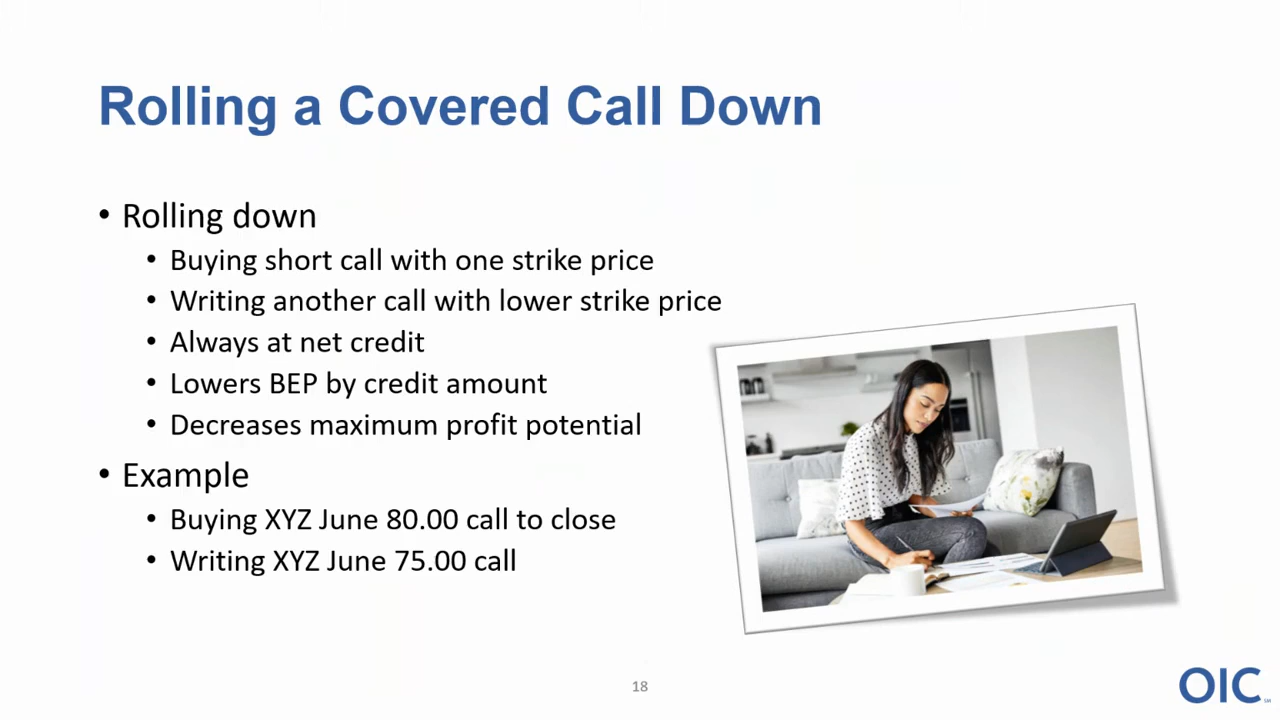 Rolling a Covered Call Down
• Rolling down
• Buying short call with one strike price
• Writing another call with lower strike price
• Always at net credit
• Lowers BEP by credit amount
• Decreases maximum profit potential
• Example
• Buying XYZ June 80.00 call to close
• Writing XYZ June 75.00 call
18
OIC℠